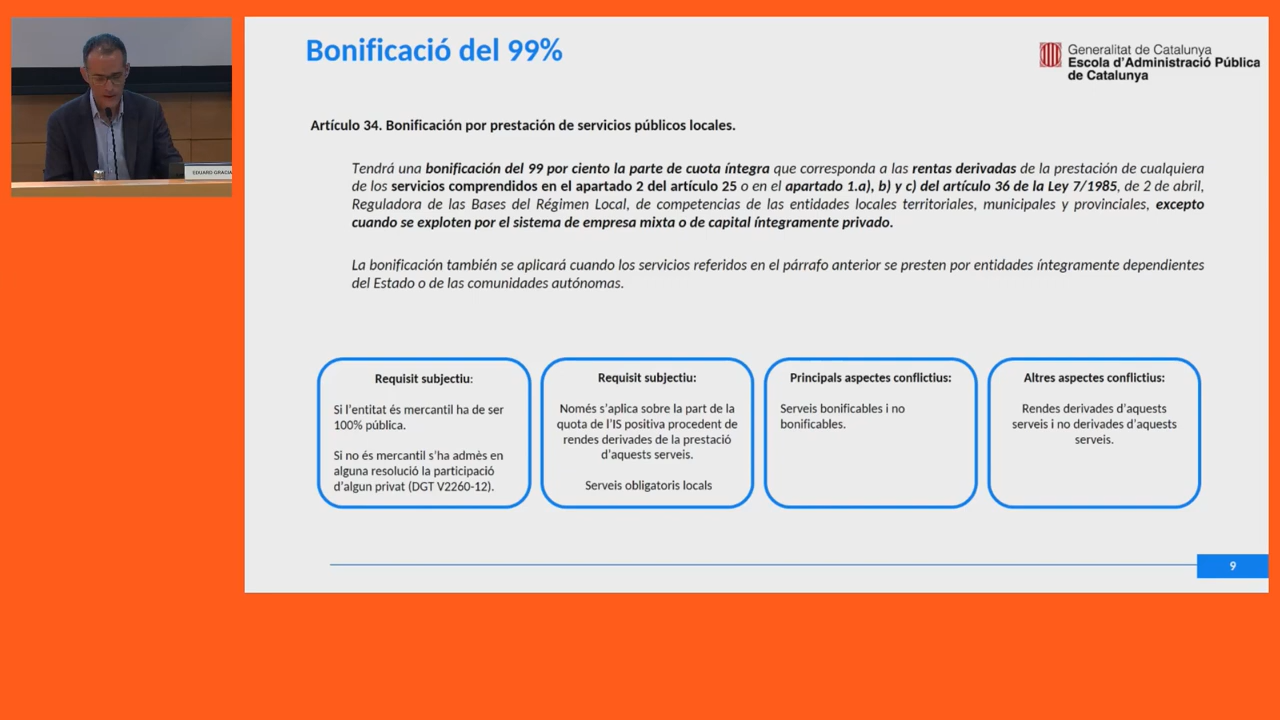 Bonificació del 99%
Generalitat de Catalunya
Escola d'Administració Pública
de Catalunya
EDUARD GRACIA
Artículo 34. Bonificación por prestación de servicios públicos locales.
Tendrá una bonificación del 99 por ciento la parte de cuota íntegra que corresponda a las rentas derivadas de la prestación de cualquiera
de los servicios comprendidos en el apartado 2 del artículo 25 o en el apartado 1.a), b) y c) del artículo 36 de la Ley 7/1985, de 2 de abril,
Reguladora de las Bases del Régimen Local, de competencias de las entidades locales territoriales, municipales y provinciales, excepto
cuando se exploten por el sistema de empresa mixta o de capital íntegramente privado.
La bonificación también se aplicará cuando los servicios referidos en el párrafo anterior se presten por entidades íntegramente dependientes
del Estado o de las comunidades autónomas.
Requisit subjectiu:
Si l'entitat és mercantil ha de ser
100% pública.
Si no és mercantil s'ha admès en
alguna resolució la participació
d'algun privat (DGT V2260-12).
Requisit subjectiu:
Només s'aplica sobre la part de la
quota de l'IS positiva procedent de
rendes derivades de la prestació
d'aquests serveis.
Serveis obligatoris locals
Principals aspectes conflictius:
Serveis bonificables i no
bonificables.
Altres aspectes conflictius:
Rendes derivades d'aquests
serveis i no derivades d'aquests
serveis.
9